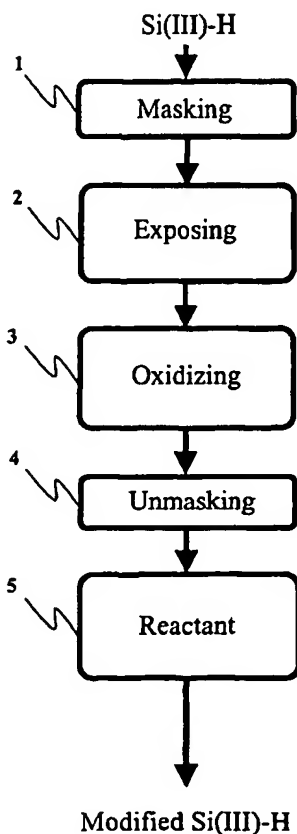 Si(III)-H
1
Masking
2
Exposing
3
Oxidizing
4
Unmasking
5
Reactant
Modified Si(III)-H